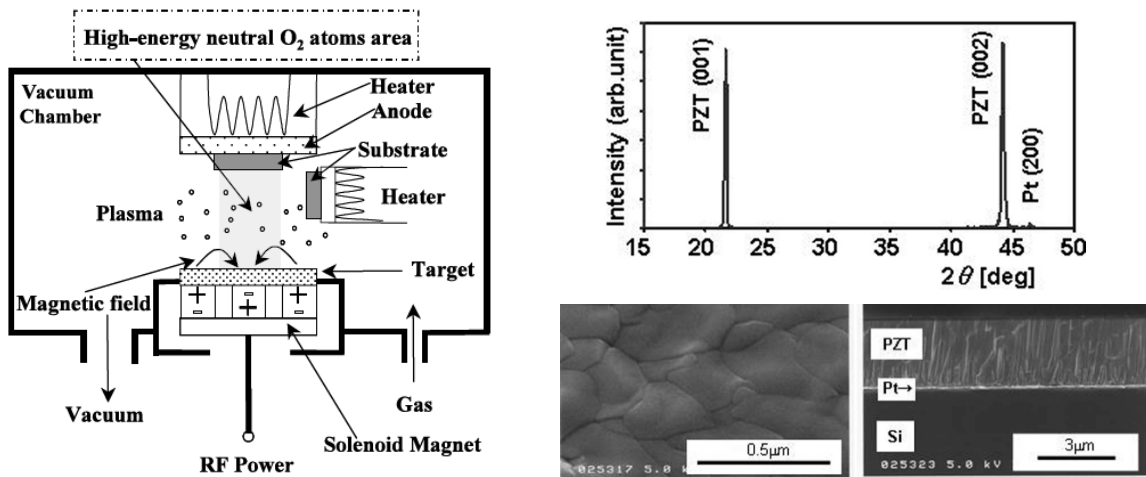 High-energy neutral O2 atoms area
Vacuum
Chamber
Heater
Anode
Substrate
Heater
Plasma
Target
Magnetic field
+ - +
- + -
Vacuum
Gas
Solenoid Magnet
RF Power
Intensity (arb.unit)
PZT (001)
PZT (002)
Pt (200)
15 20 25 30 35 40 45 50
2θ [deg]
0.5µm
025317 5.0 k
PZT
Pt→
Si
3µm
025323 5.0 kV